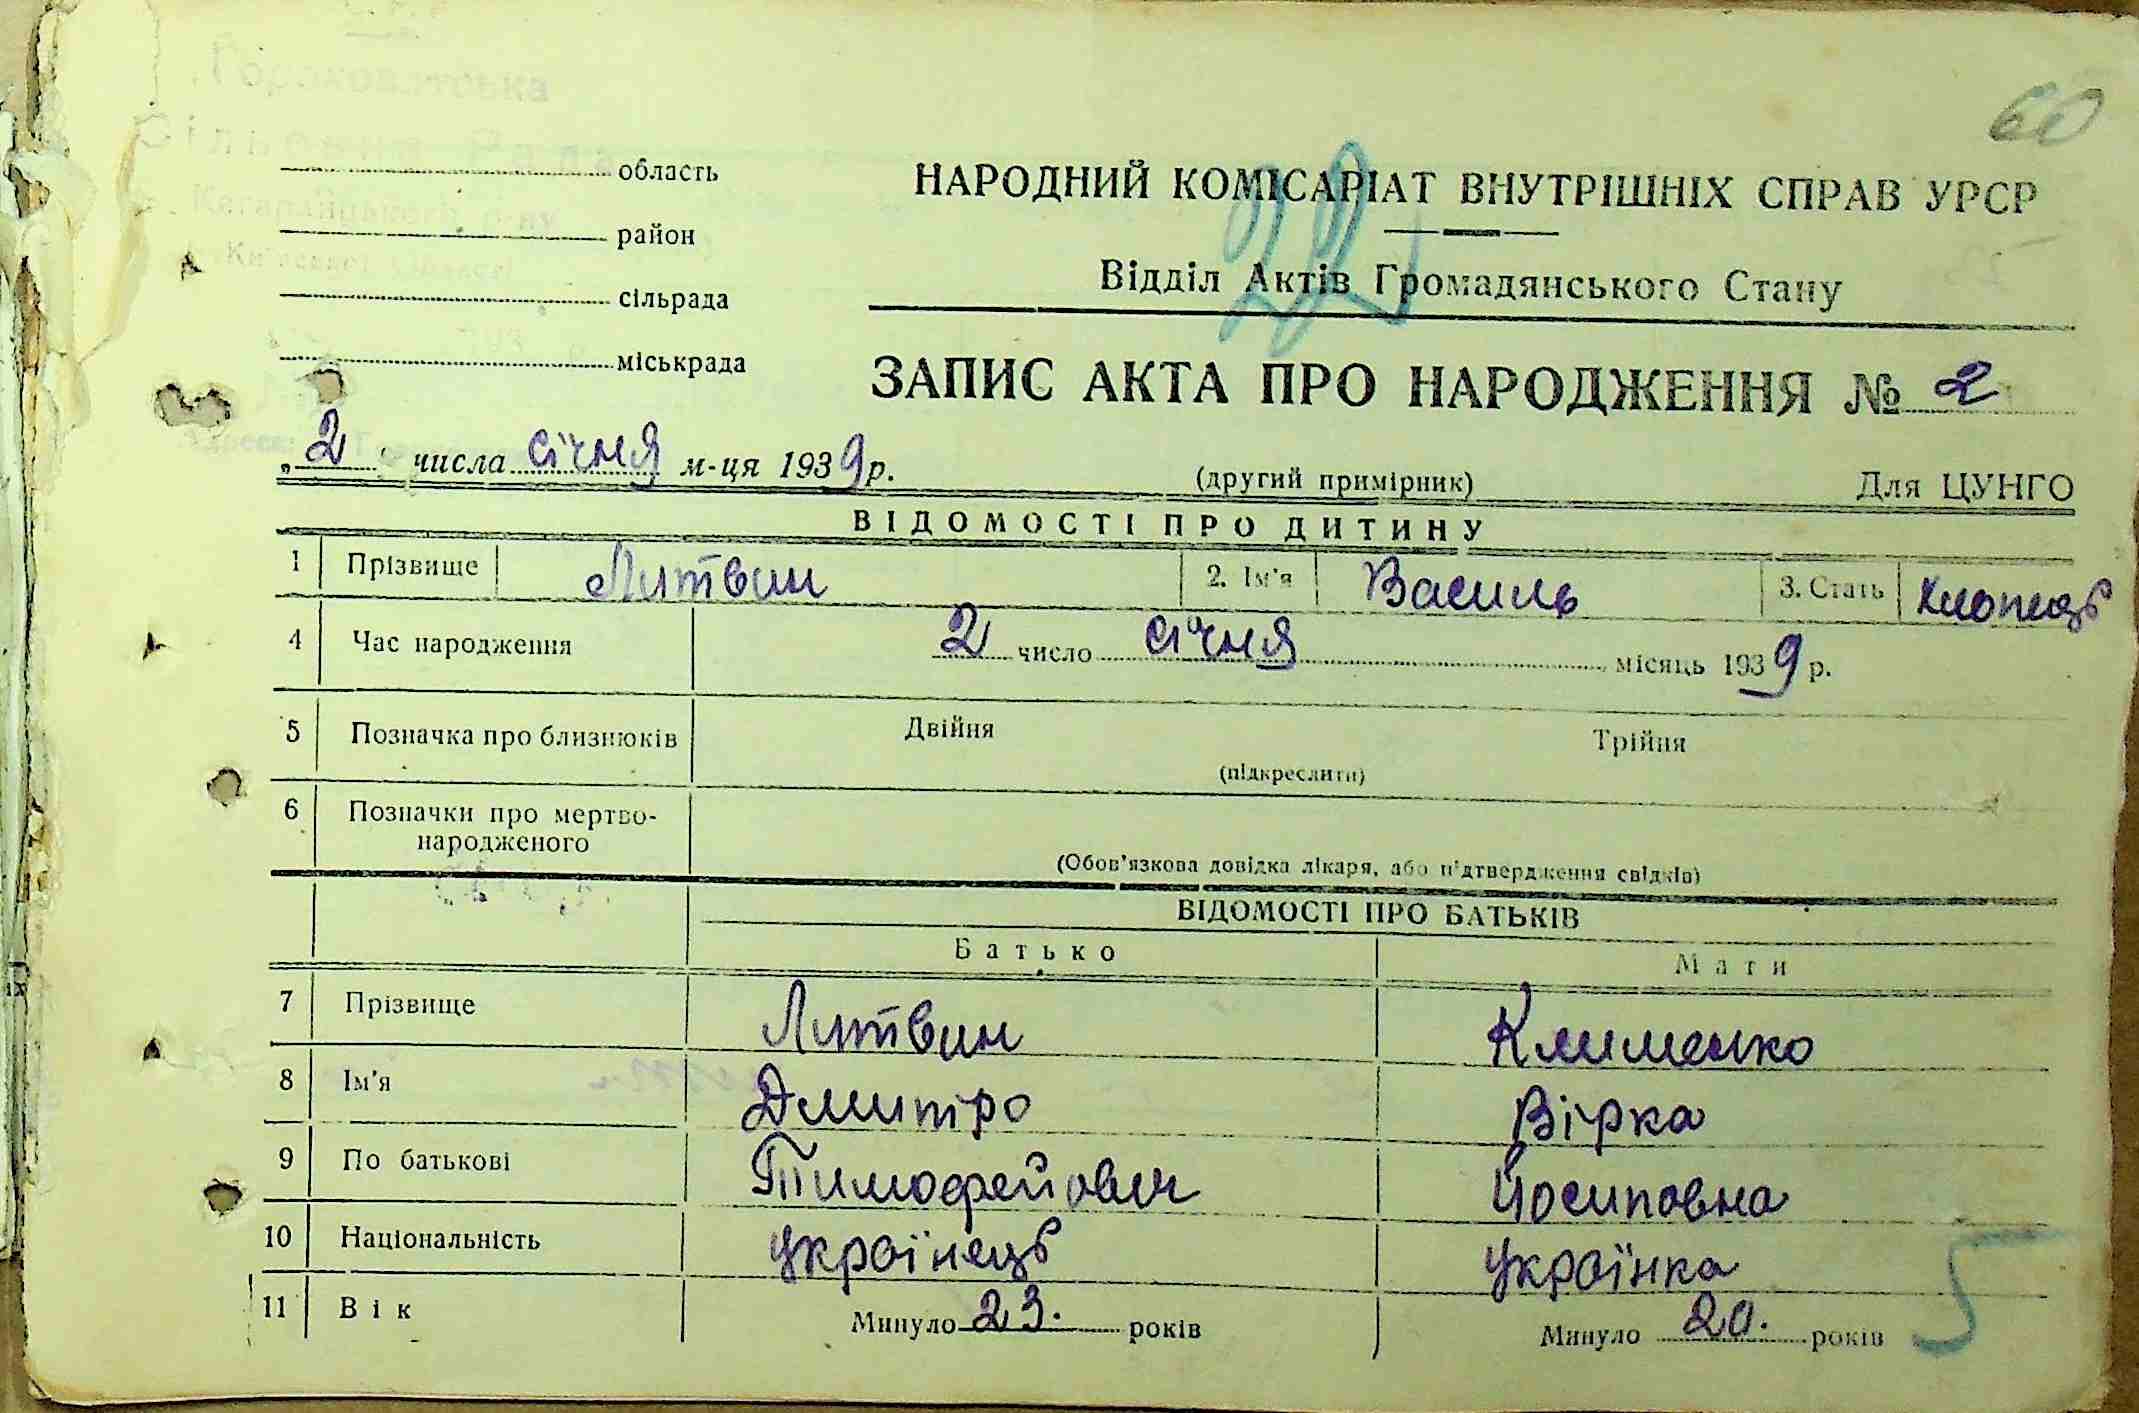 60
Сільська Рада
область
район
сільрада
міськрада
НАРОДНИЙ КОМІСАРІАТ ВНУТРІШНІХ СПРАВ УРСР
22
Відділ Актів Громадянського Стану
ЗАПИС АКТА ПРО НАРОДЖЕННЯ № 2
„2" числа січня м-ця 1939 р.
(другий примірник) Для ЦУНГО
ВІДОМОСТІ ПРО ДИТИНУ
1 Прізвище Литвин 2. Ім'я Василь 3. Стать хлопець
4 Час народження 2 число січня місяць 1939 р.
5 Позначка про близнюків Двійня Трійня
(підкреслити)
6 Позначки про мертво-
народженого
(Обов'язкова довідка лікаря, або підтвердження свідків)
ВІДОМОСТІ ПРО БАТЬКІВ
Батько Мати
7 Прізвище Литвин Клименко
8 Ім'я Дмитро Вірка
9 По батькові Тимофейович Йосиповна
10 Національність українець українка
11 Вік Минуло 23. років Минуло 20. років
5